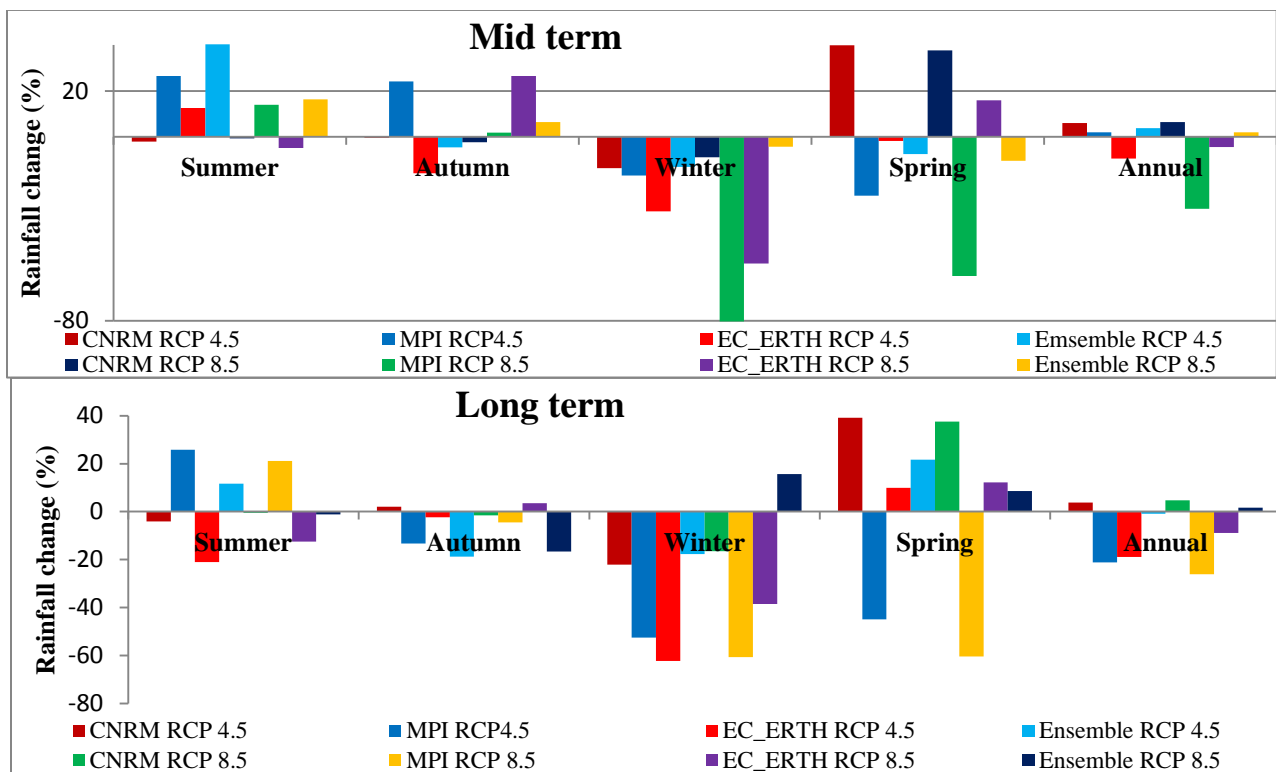 Mid term
Rainfall change (%)
20
-80
Summer Autumn Winter Spring Annual
CNRM RCP 4.5 MPI RCP4.5 EC_ERTH RCP 4.5 Emsemble RCP 4.5
CNRM RCP 8.5 MPI RCP 8.5 EC_ERTH RCP 8.5 Ensemble RCP 8.5
Long term
Rainfall change (%)
40
20
0
-20
-40
-60
-80
Summer Autumn Winter Spring Annual
CNRM RCP 4.5 MPI RCP4.5 EC_ERTH RCP 4.5 Ensemble RCP 4.5
CNRM RCP 8.5 MPI RCP 8.5 EC_ERTH RCP 8.5 Ensemble RCP 8.5